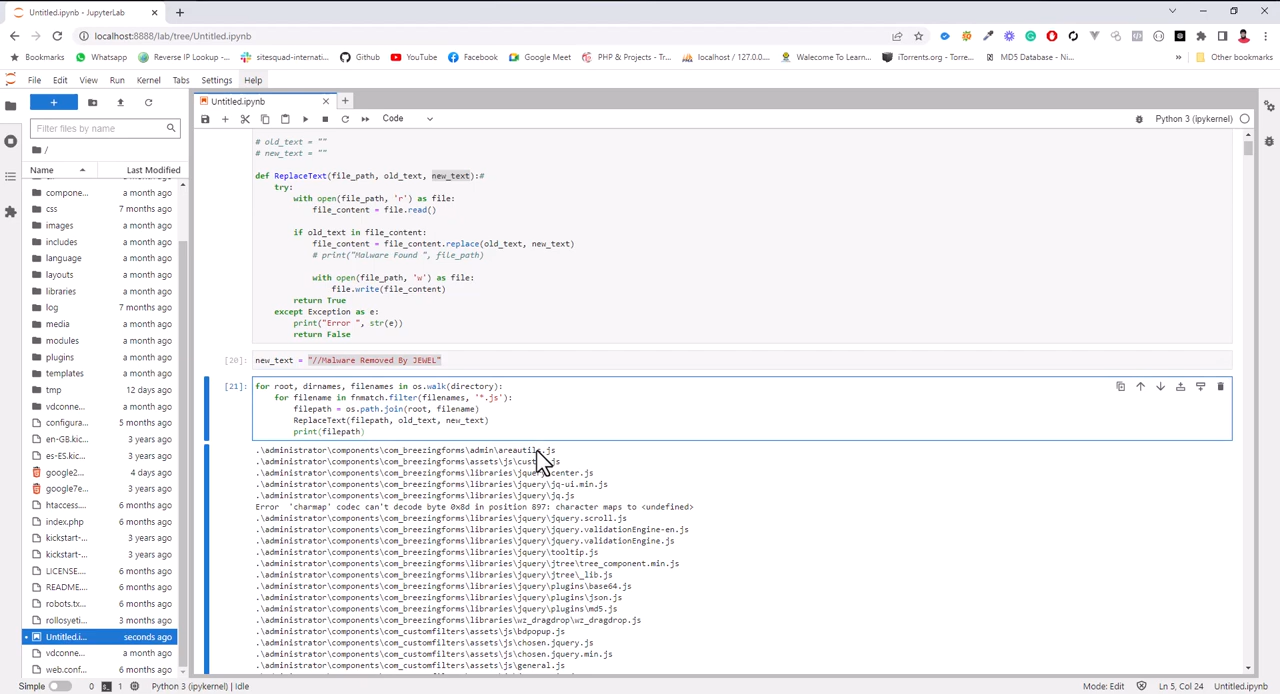 Untitled.ipynb - JupyterLab
localhost:8888/lab/tree/Untitled.ipynb
Bookmarks Whatsapp Reverse IP Lookup -... sitesquad-internati... Github YouTube Facebook Google Meet PHP & Projects - Tr... localhost / 127.0.0.... Walecome To Learn... iTorrents.org - Torre... MD5 Database - Nin... » Other bookmarks
File Edit View Run Kernel Tabs Settings Help
Untitled.ipynb
Filter files by name
Code
Python 3 (ipykernel)
/
Name Last Modified
compone... a month ago
css 7 months ago
images a month ago
includes a month ago
language a month ago
layouts a month ago
libraries a month ago
log 7 months ago
media a month ago
modules a month ago
plugins a month ago
templates a month ago
tmp 12 days ago
vdconne... a month ago
configura... 5 months ago
en-GB.kic... 3 years ago
es-ES.kic... 3 years ago
google2... 4 days ago
google7e... 3 years ago
htaccess.... 6 months ago
index.php 6 months ago
kickstart-... a month ago
kickstart-... a month ago
LICENSE.... 6 months ago
README.... 6 months ago
robots.tx... 6 months ago
rollosyeti... 3 months ago
Untitled.i... seconds ago
vdconne... a month ago
web.conf... 6 months ago
# old_text = ""
# new_text = ""
def ReplaceText(file_path, old_text, new_text):#
try:
with open(file_path, 'r') as file:
file_content = file.read()
if old_text in file_content:
file_content = file_content.replace(old_text, new_text)
# print("Malware Found ", file_path)
with open(file_path, 'w') as file:
file.write(file_content)
return True
except Exception as e:
print("Error ", str(e))
return False
[20]: new_text = "//Malware Removed By JEWEL"
[21]: for root, dirnames, filenames in os.walk(directory):
for filename in fnmatch.filter(filenames, '*.js'):
filepath = os.path.join(root, filename)
ReplaceText(filepath, old_text, new_text)
print(filepath)
.\administrator\components\com_breezingforms\admin\areautils.js
.\administrator\components\com_breezingforms\assets\js\custom.js
.\administrator\components\com_breezingforms\libraries\jquery\center.js
.\administrator\components\com_breezingforms\libraries\jquery\jq-ui.min.js
.\administrator\components\com_breezingforms\libraries\jquery\jq.js
Error  'charmap' codec can't decode byte 0x8d in position 897: character maps to <undefined>
.\administrator\components\com_breezingforms\libraries\jquery\jquery.scroll.js
.\administrator\components\com_breezingforms\libraries\jquery\jquery.validationEngine-en.js
.\administrator\components\com_breezingforms\libraries\jquery\jquery.validationEngine.js
.\administrator\components\com_breezingforms\libraries\jquery\tooltip.js
.\administrator\components\com_breezingforms\libraries\jquery\jtree\tree_component.min.js
.\administrator\components\com_breezingforms\libraries\jquery\jtree\_lib.js
.\administrator\components\com_breezingforms\libraries\jquery\plugins\base64.js
.\administrator\components\com_breezingforms\libraries\jquery\plugins\json.js
.\administrator\components\com_breezingforms\libraries\jquery\plugins\md5.js
.\administrator\components\com_breezingforms\libraries\wz_dragdrop\wz_dragdrop.js
.\administrator\components\com_customfilters\assets\js\bdpopup.js
.\administrator\components\com_customfilters\assets\js\chosen.jquery.js
.\administrator\components\com_customfilters\assets\js\chosen.jquery.min.js
.\administrator\components\com_customfilters\assets\js\general.js
Simple 0 1 Python 3 (ipykernel) | Idle Mode: Edit Ln 5, Col 24 Untitled.ipynb